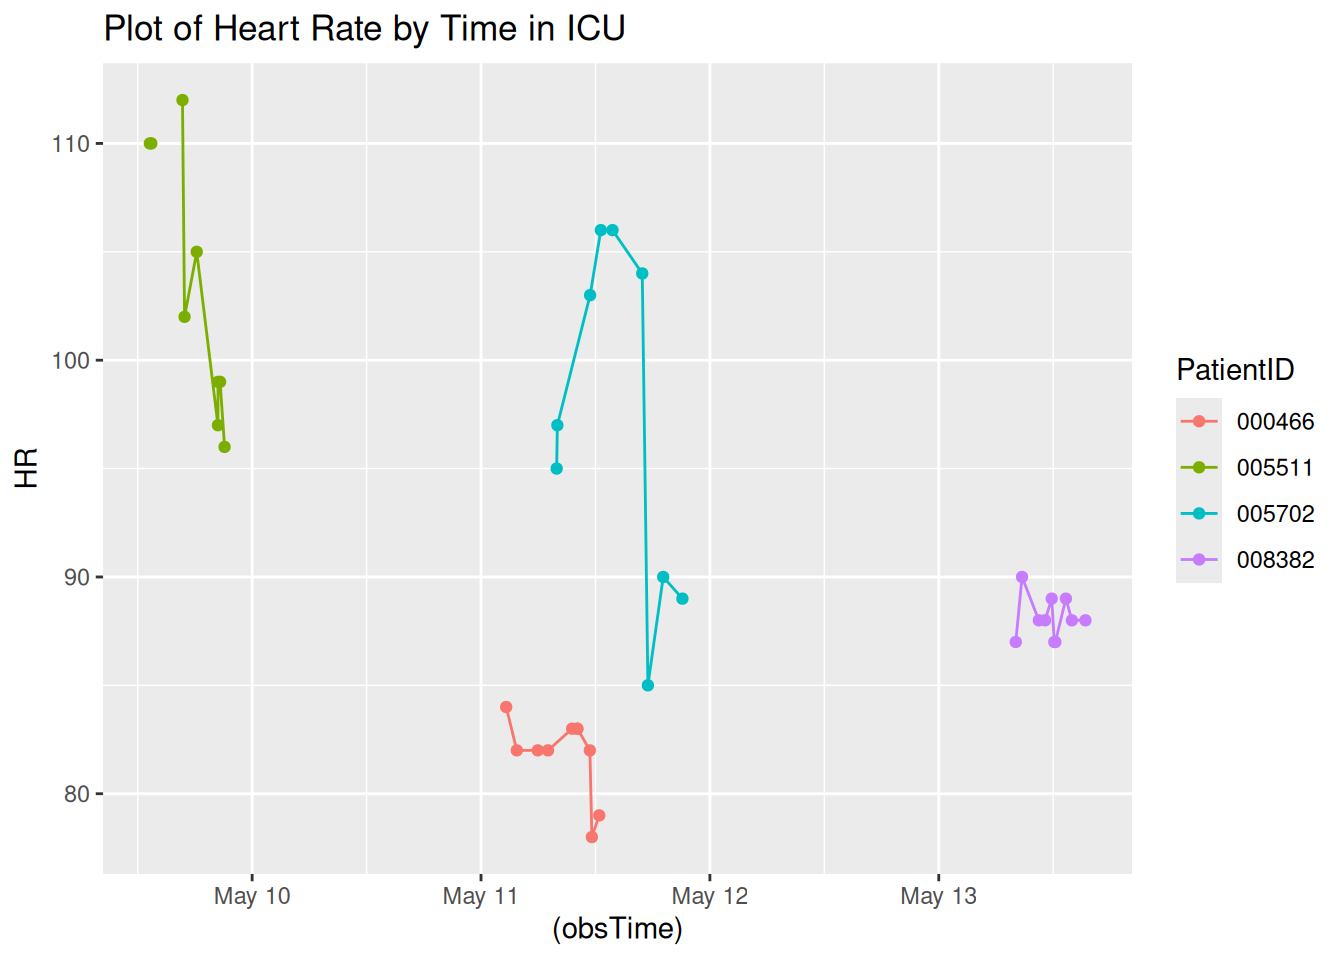 Plot of Heart Rate by Time in ICU
110
100
90
80
HR
May 10
May 11
May 12
May 13
(obsTime)
PatientID
000466
005511
005702
008382